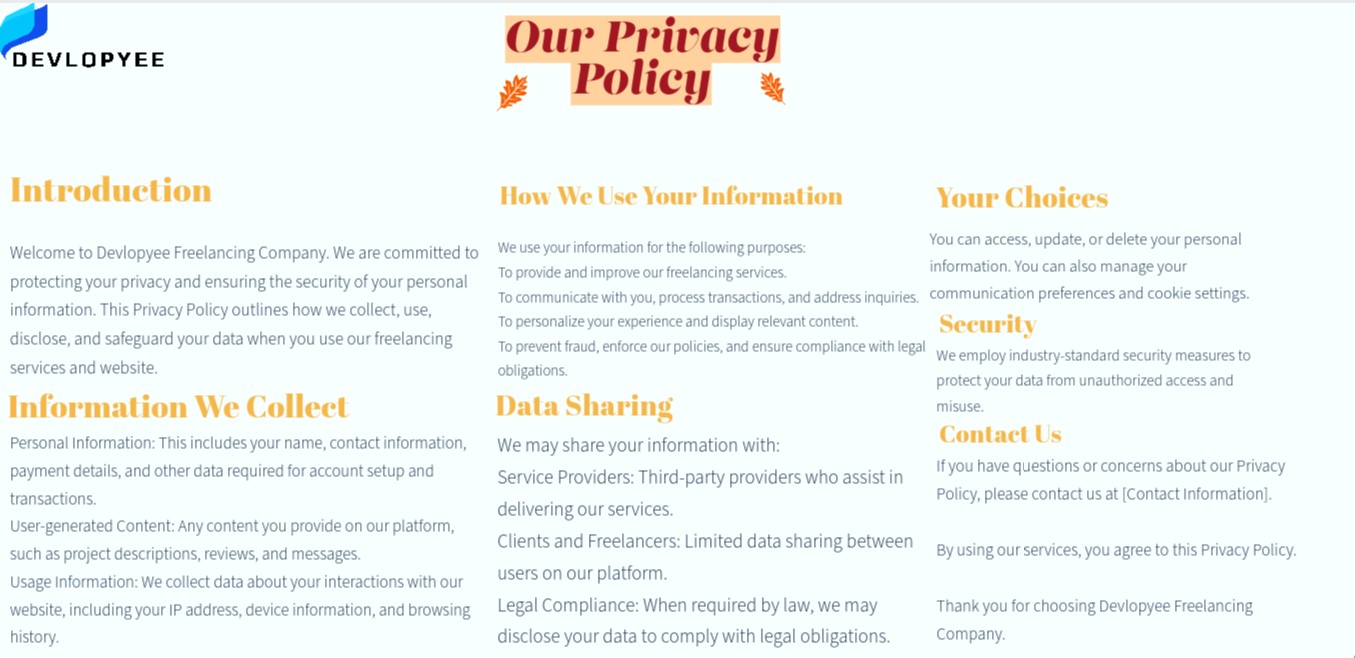 DEVLOPYEE
Our Privacy
Policy
Introduction
Welcome to Devlopyee Freelancing Company. We are committed to
protecting your privacy and ensuring the security of your personal
information. This Privacy Policy outlines how we collect, use,
disclose, and safeguard your data when you use our freelancing
services and website.
Information We Collect
Personal Information: This includes your name, contact information,
payment details, and other data required for account setup and
transactions.
User-generated Content: Any content you provide on our platform,
such as project descriptions, reviews, and messages.
Usage Information: We collect data about your interactions with our
website, including your IP address, device information, and browsing
history.
How We Use Your Information
We use your information for the following purposes:
To provide and improve our freelancing services.
To communicate with you, process transactions, and address inquiries.
To personalize your experience and display relevant content.
To prevent fraud, enforce our policies, and ensure compliance with legal
obligations.
Data Sharing
We may share your information with:
Service Providers: Third-party providers who assist in
delivering our services.
Clients and Freelancers: Limited data sharing between
users on our platform.
Legal Compliance: When required by law, we may
disclose your data to comply with legal obligations.
Your Choices
You can access, update, or delete your personal
information. You can also manage your
communication preferences and cookie settings.
Security
We employ industry-standard security measures to
protect your data from unauthorized access and
misuse.
Contact Us
If you have questions or concerns about our Privacy
Policy, please contact us at [Contact Information].
By using our services, you agree to this Privacy Policy.
Thank you for choosing Devlopyee Freelancing
Company.